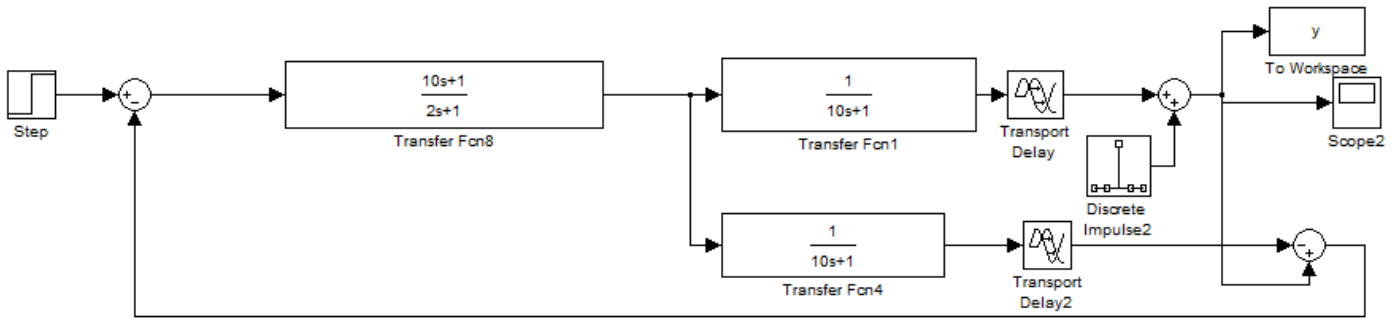 Step
10s+1
2s+1
Transfer Fcn8
1
10s+1
Transfer Fcn1
Transport
Delay
y
To Workspace
Scope2
Discrete
Impulse2
1
10s+1
Transfer Fcn4
Transport
Delay2